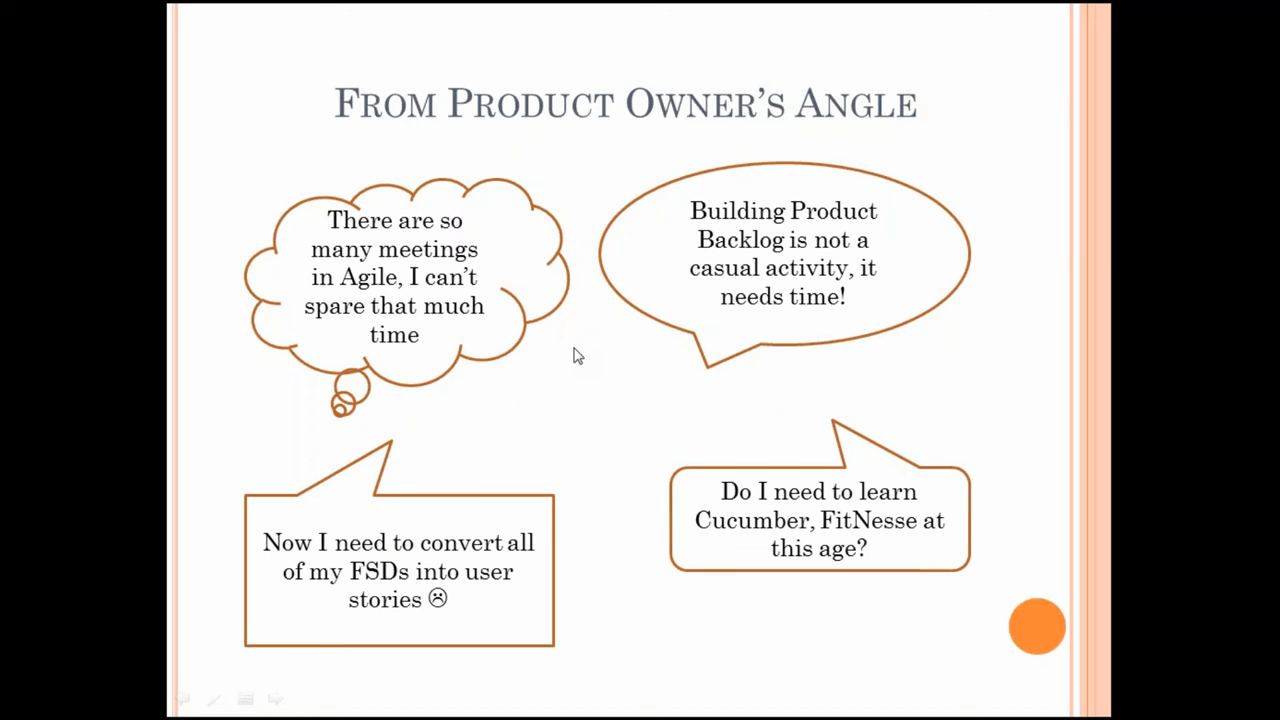 FROM PRODUCT OWNER'S ANGLE
There are so
many meetings
in Agile, I can't
spare that much
time
Building Product
Backlog is not a
casual activity, it
needs time!
Now I need to convert all
of my FSDs into user
stories ☹
Do I need to learn
Cucumber, FitNesse at
this age?